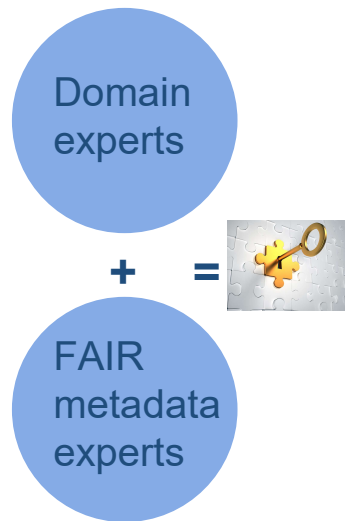 Domain
experts
+ =
FAIR
metadata
experts